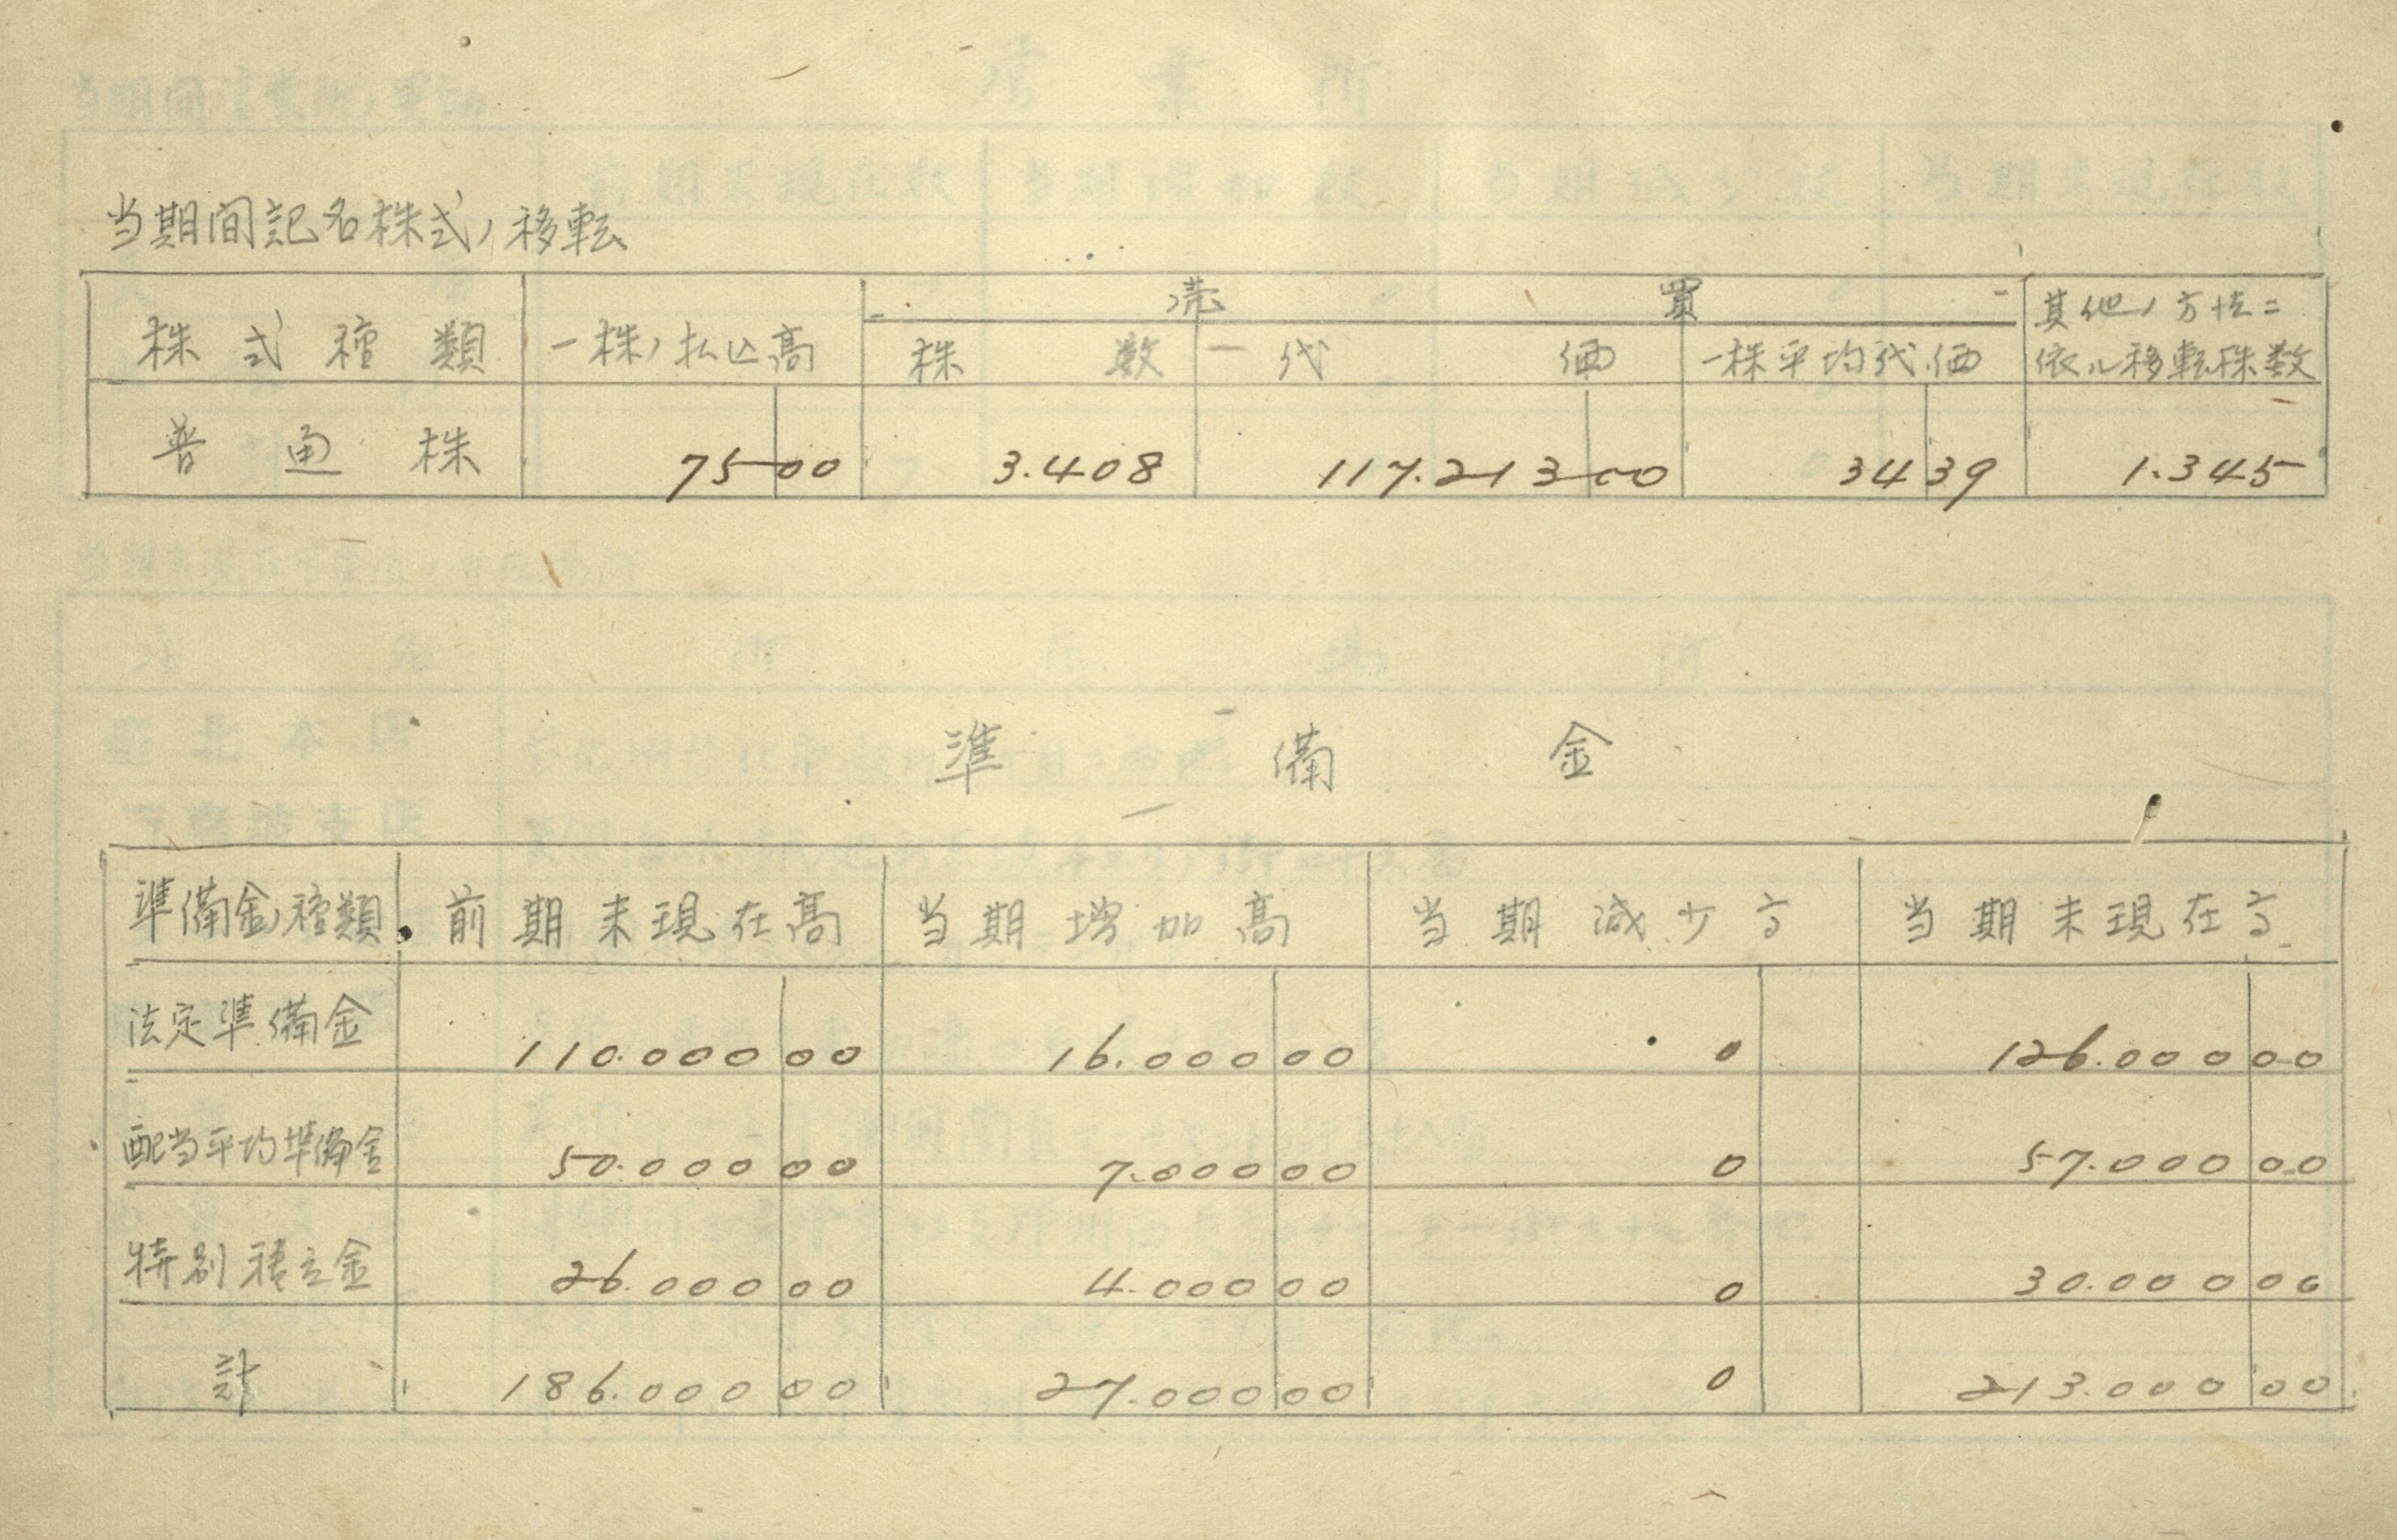 当期間記名株式ノ移転
株式種類 一株ノ払込高 売買 其他ノ方法ニ依ル移転株数
株数 代価 一株平均代価
普通株 75 00 3.408 117.213 00 34 39 1.345
準備金
準備金ノ種類 前期末現在高 当期増加高 当期減少高 当期末現在高
法定準備金 110.000 00 16.000 00 0 126.000 00
配当平均準備金 50.000 00 7.000 00 0 57.000 00
特別積立金 26.000 00 4.000 00 0 30.000 00
計 186.000 00 27.000 00 0 213.000 00